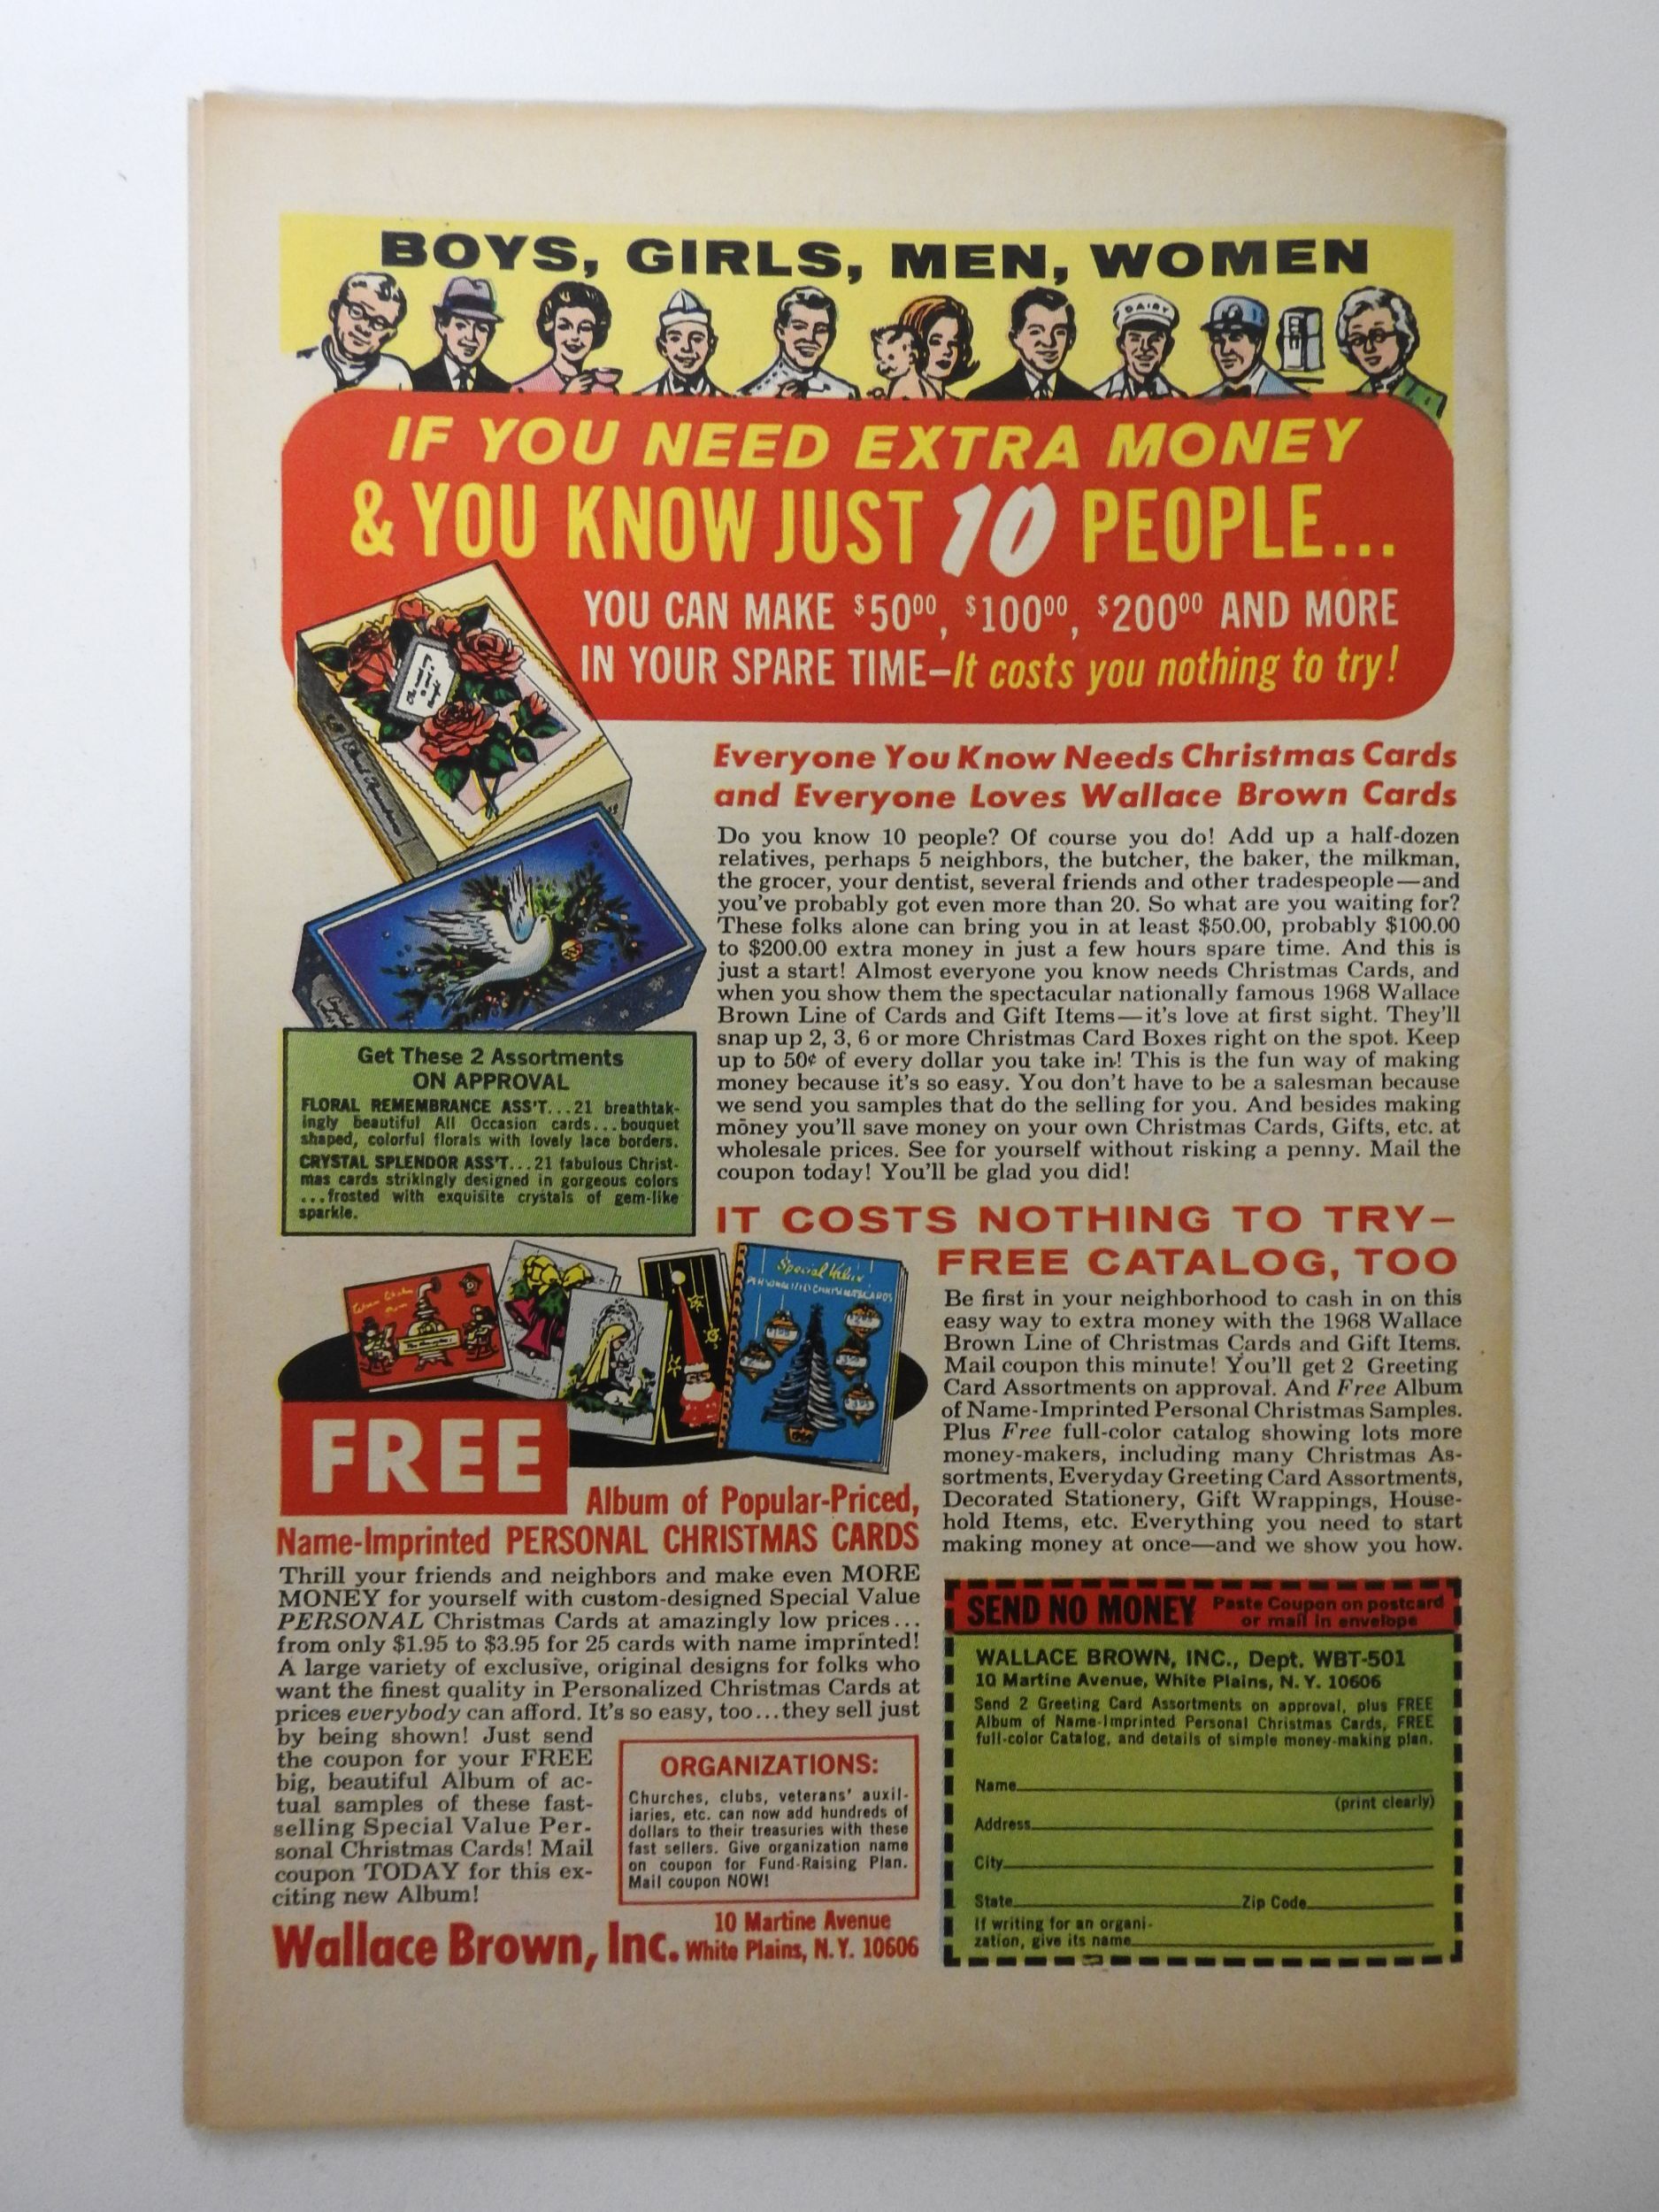 BOYS, GIRLS, MEN, WOMEN
DAIRY
IF YOU NEED EXTRA MONEY
& YOU KNOW JUST 10 PEOPLE...
YOU CAN MAKE $50⁰⁰, $100⁰⁰, $200⁰⁰ AND MORE
IN YOUR SPARE TIME—It costs you nothing to try!
Everyone You Know Needs Christmas Cards
and Everyone Loves Wallace Brown Cards
Do you know 10 people? Of course you do! Add up a half-dozen
relatives, perhaps 5 neighbors, the butcher, the baker, the milkman,
the grocer, your dentist, several friends and other tradespeople—and
you've probably got even more than 20. So what are you waiting for?
These folks alone can bring you in at least $50.00, probably $100.00
to $200.00 extra money in just a few hours spare time. And this is
just a start! Almost everyone you know needs Christmas Cards, and
when you show them the spectacular nationally famous 1968 Wallace
Brown Line of Cards and Gift Items—it's love at first sight. They'll
snap up 2, 3, 6 or more Christmas Card Boxes right on the spot. Keep
up to 50¢ of every dollar you take in! This is the fun way of making
money because it's so easy. You don't have to be a salesman because
we send you samples that do the selling for you. And besides making
money you'll save money on your own Christmas Cards, Gifts, etc. at
wholesale prices. See for yourself without risking a penny. Mail the
coupon today! You'll be glad you did!
Get These 2 Assortments
ON APPROVAL
FLORAL REMEMBRANCE ASS'T...21 breathtak-
ingly beautiful All Occasion cards...bouquet
shaped, colorful florals with lovely lace borders.
CRYSTAL SPLENDOR ASS'T...21 fabulous Christ-
mas cards strikingly designed in gorgeous colors
...frosted with exquisite crystals of gem-like
sparkle.
IT COSTS NOTHING TO TRY—
FREE CATALOG, TOO
Be first in your neighborhood to cash in on this
easy way to extra money with the 1968 Wallace
Brown Line of Christmas Cards and Gift Items.
Mail coupon this minute! You'll get 2 Greeting
Card Assortments on approval. And Free Album
of Name-Imprinted Personal Christmas Samples.
Plus Free full-color catalog showing lots more
money-makers, including many Christmas As-
sortments, Everyday Greeting Card Assortments,
Decorated Stationery, Gift Wrappings, House-
hold Items, etc. Everything you need to start
making money at once—and we show you how.
Special Value
PERSONALIZED CHRISTMAS CARDS
FREE
Album of Popular-Priced,
Name-Imprinted PERSONAL CHRISTMAS CARDS
Thrill your friends and neighbors and make even MORE
MONEY for yourself with custom-designed Special Value
PERSONAL Christmas Cards at amazingly low prices...
from only $1.95 to $3.95 for 25 cards with name imprinted!
A large variety of exclusive, original designs for folks who
want the finest quality in Personalized Christmas Cards at
prices everybody can afford. It's so easy, too...they sell just
by being shown! Just send
the coupon for your FREE
big, beautiful Album of ac-
tual samples of these fast-
selling Special Value Per-
sonal Christmas Cards! Mail
coupon TODAY for this ex-
citing new Album!
ORGANIZATIONS:
Churches, clubs, veterans' auxil-
iaries, etc. can now add hundreds of
dollars to their treasuries with these
fast sellers. Give organization name
on coupon for Fund-Raising Plan.
Mail coupon NOW!
Wallace Brown, Inc.
10 Martine Avenue
White Plains, N.Y. 10606
SEND NO MONEY
Paste Coupon on postcard
or mail in envelope
WALLACE BROWN, INC., Dept. WBT-501
10 Martine Avenue, White Plains, N.Y. 10606
Send 2 Greeting Card Assortments on approval, plus FREE
Album of Name-Imprinted Personal Christmas Cards, FREE
full-color Catalog, and details of simple money-making plan.
Name
(print clearly)
Address
City
State Zip Code
If writing for an organi-
zation, give its name